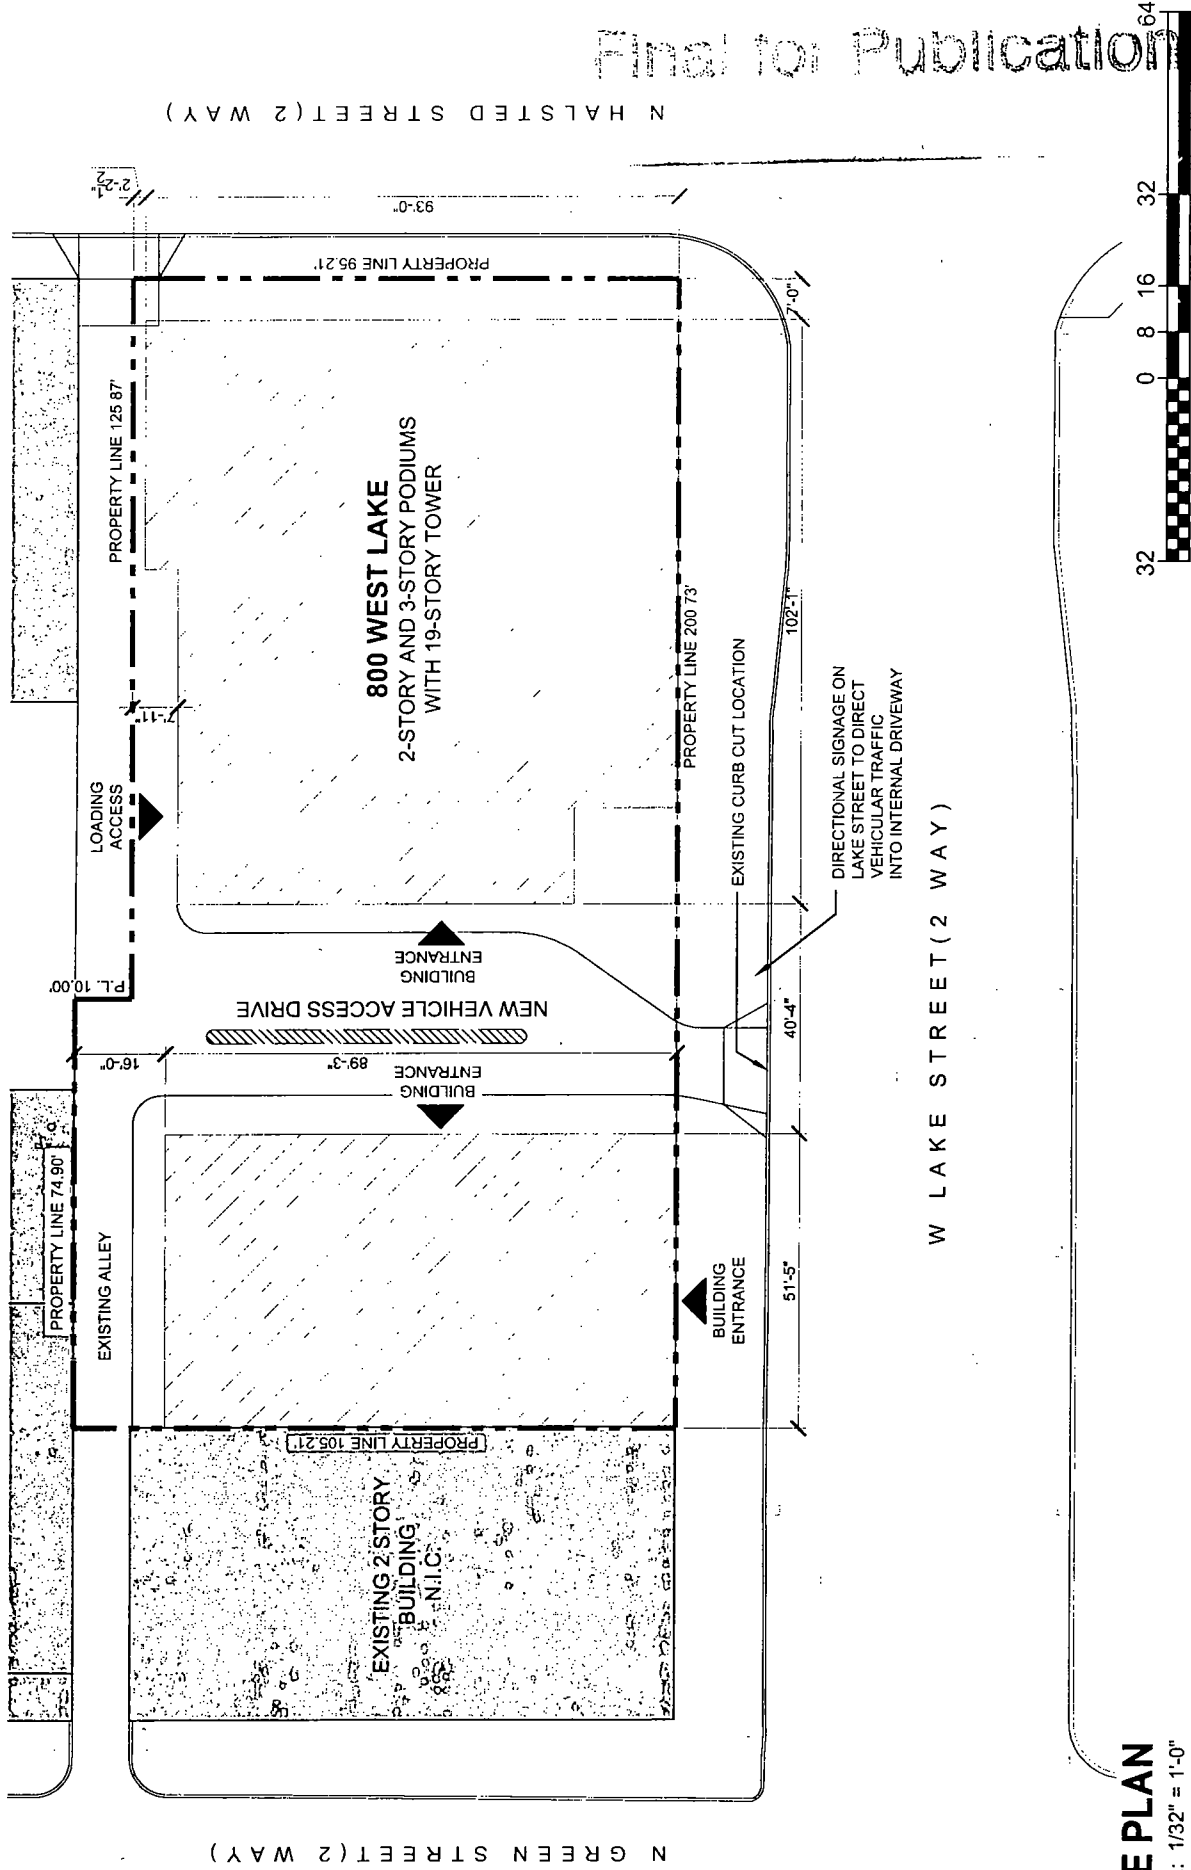 Final for Publication
N HALSTED STREET(2 WAY)
2'-2 1/2"
93'-0"
PROPERTY LINE 95.21'
7'-0"
PROPERTY LINE 125 87'
800 WEST LAKE
2-STORY AND 3-STORY PODIUMS
WITH 19-STORY TOWER
7'-11"
LOADING
ACCESS
PROPERTY LINE 200 73'
102'-1"
EXISTING CURB CUT LOCATION
DIRECTIONAL SIGNAGE ON
LAKE STREET TO DIRECT
VEHICULAR TRAFFIC
INTO INTERNAL DRIVEWAY
P.L. 10.00'
BUILDING
ENTRANCE
NEW VEHICLE ACCESS DRIVE
16'-0"
89'-3"
40'-4"
BUILDING
ENTRANCE
PROPERTY LINE 74.90'
EXISTING ALLEY
BUILDING
ENTRANCE
51'-5"
W LAKE STREET(2 WAY)
PROPERTY LINE 105.21'
EXISTING 2 STORY
BUILDING
N.I.C.
N GREEN STREET(2 WAY)
32 0 8 16 32 64
E PLAN
: 1/32" = 1'-0"